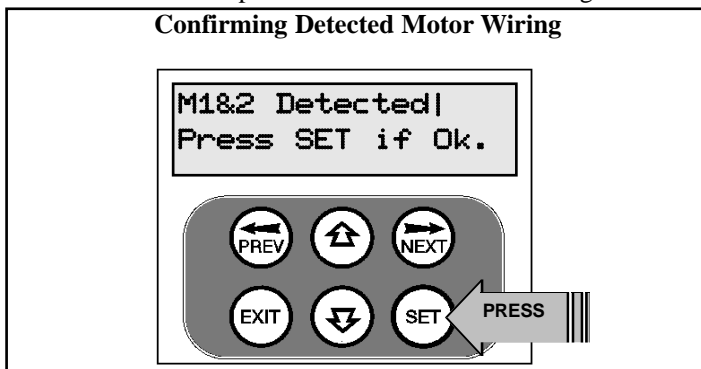 Confirming Detected Motor Wiring
M1&2 Detected|
Press SET if Ok.
PREV
NEXT
EXIT
SET
PRESS